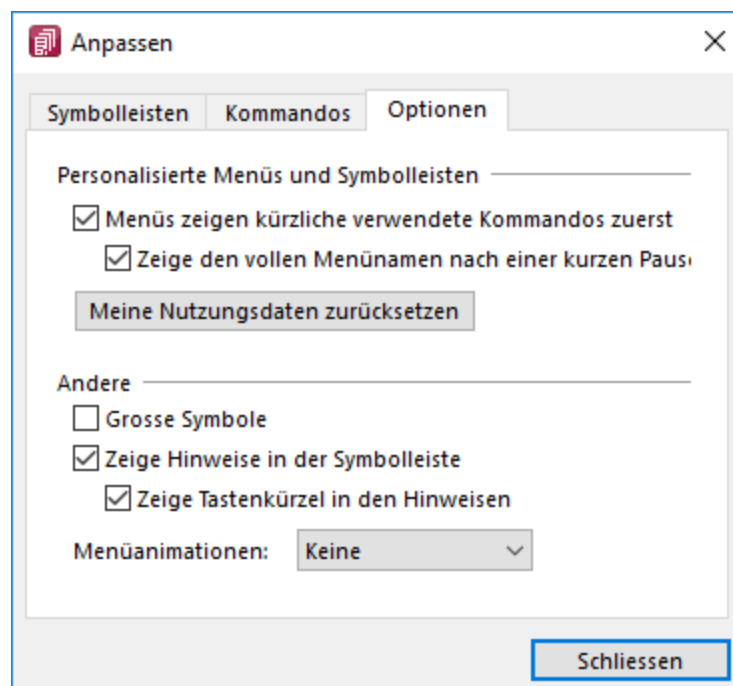 Anpassen
Symbolleisten Kommandos Optionen
Personalisierte Menüs und Symbolleisten
Menüs zeigen kürzliche verwendete Kommandos zuerst
Zeige den vollen Menünamen nach einer kurzen Pause
Meine Nutzungsdaten zurücksetzen
Andere
Grosse Symbole
Zeige Hinweise in der Symbolleiste
Zeige Tastenkürzel in den Hinweisen
Menüanimationen: Keine
Schliessen